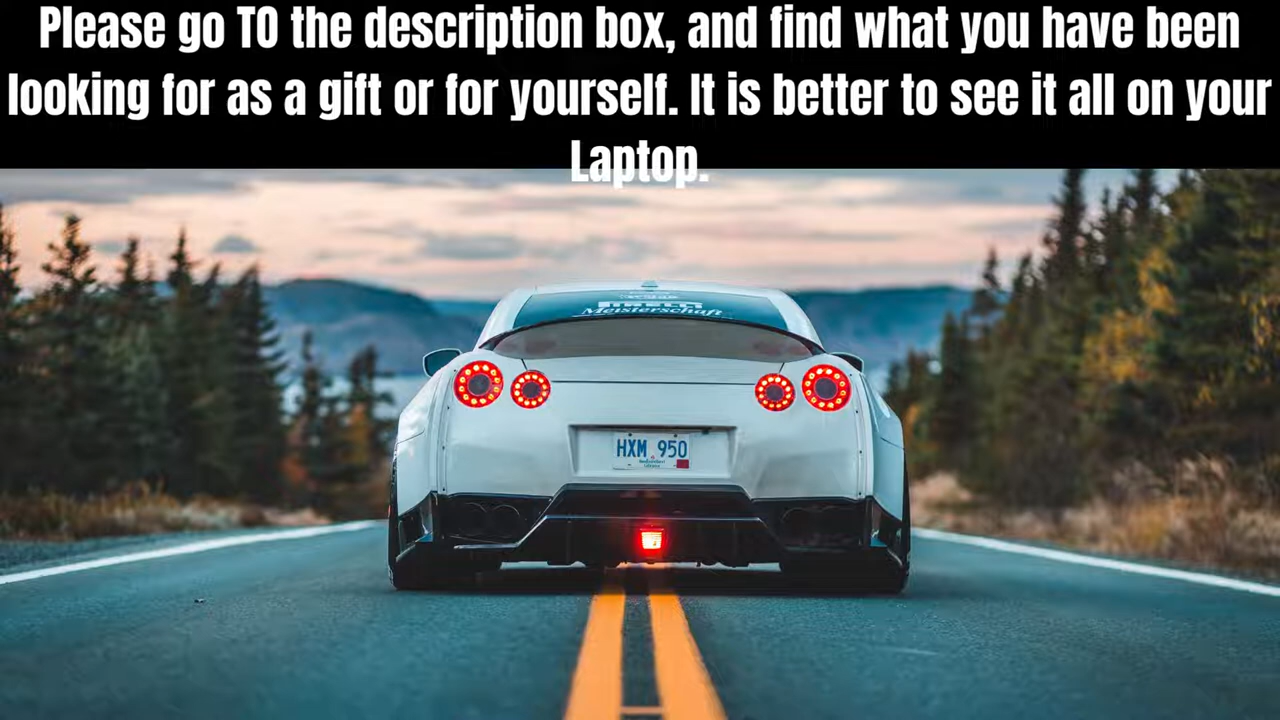 Please go TO the description box, and find what you have been
looking for as a gift or for yourself. It is better to see it all on your
Laptop.
PIRELLI
Meisterschaft
HXM 950